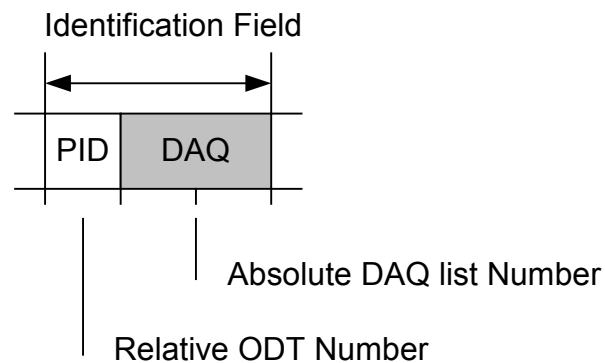 Identification Field
PID DAQ
Absolute DAQ list Number
Relative ODT Number